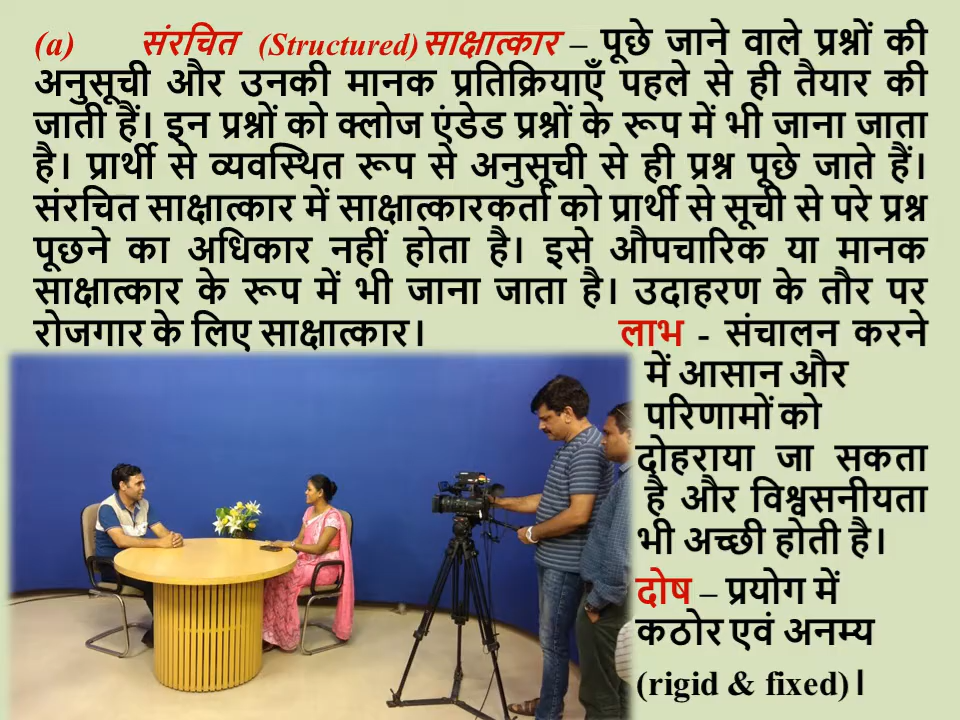 (a) संरचित (Structured)साक्षात्कार – पूछे जाने वाले प्रश्नों की
अनुसूची और उनकी मानक प्रतिक्रियाएँ पहले से ही तैयार की
जाती हैं। इन प्रश्नों को क्लोज एंडेड प्रश्नों के रूप में भी जाना जाता
है। प्रार्थी से व्यवस्थित रूप से अनुसूची से ही प्रश्न पूछे जाते हैं।
संरचित साक्षात्कार में साक्षात्कारकर्ता को प्रार्थी से सूची से परे प्रश्न
पूछने का अधिकार नहीं होता है। इसे औपचारिक या मानक
साक्षात्कार के रूप में भी जाना जाता है। उदाहरण के तौर पर
रोजगार के लिए साक्षात्कार। लाभ - संचालन करने
में आसान और
परिणामों को
दोहराया जा सकता
है और विश्वसनीयता
भी अच्छी होती है।
दोष – प्रयोग में
कठोर एवं अनम्य
(rigid & fixed)।